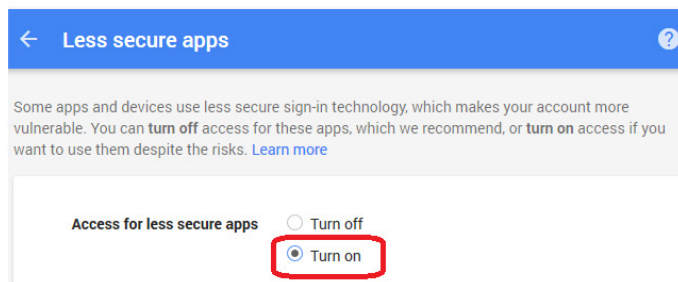 Less secure apps
Some apps and devices use less secure sign-in technology, which makes your account more
vulnerable. You can turn off access for these apps, which we recommend, or turn on access if you
want to use them despite the risks. Learn more
Access for less secure apps
Turn off
Turn on